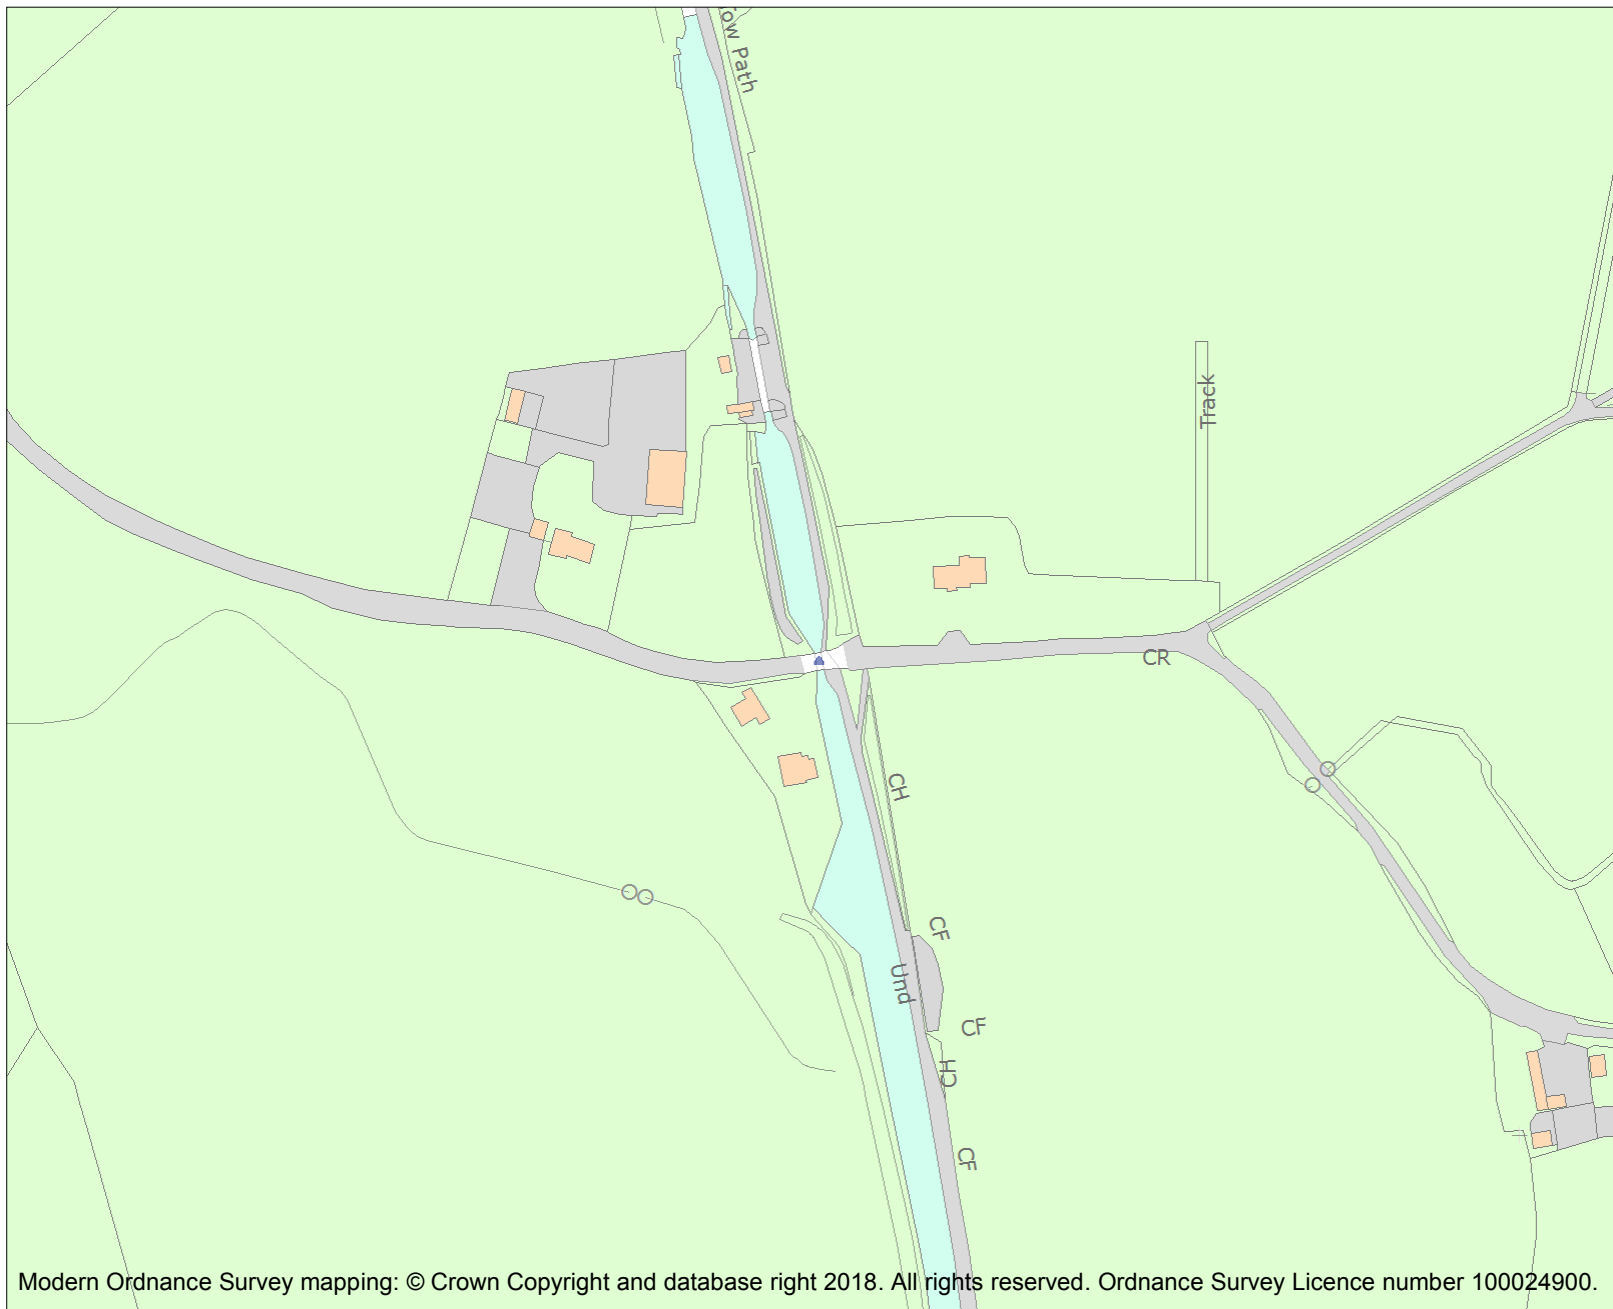 Tow Path
Track
CR
CH
CF
Und
CF
CH
CF
Modern Ordnance Survey mapping: © Crown Copyright and database right 2018. All rights reserved. Ordnance Survey Licence number 100024900.